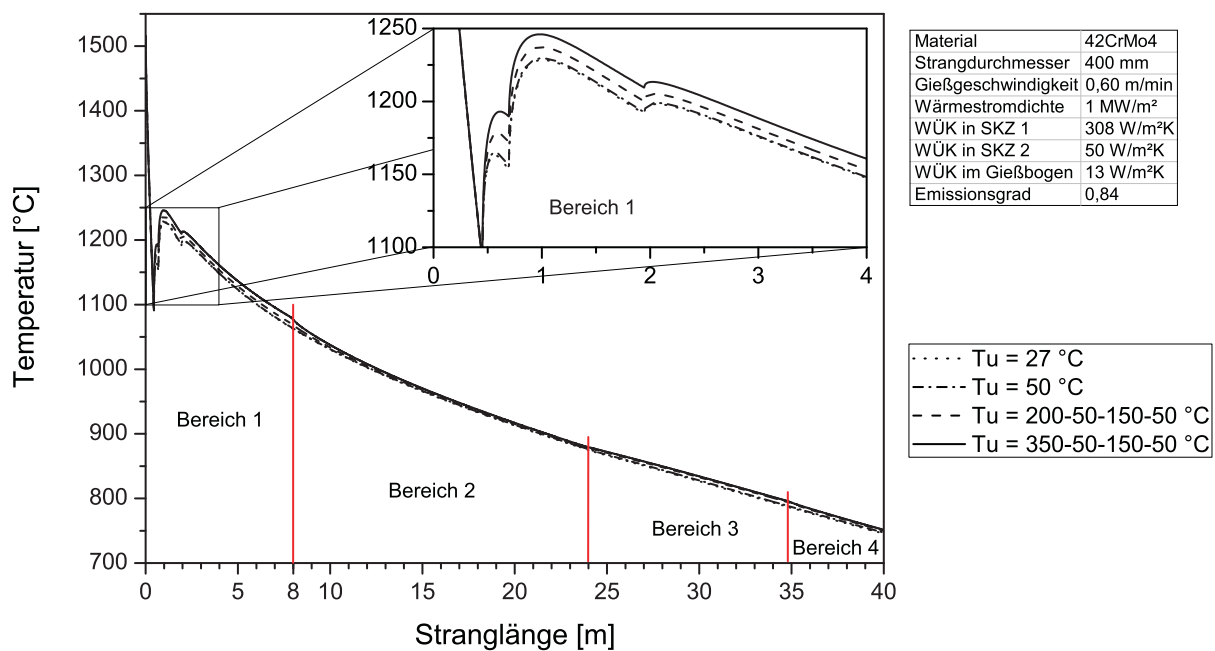 Temperatur [°C]
1500
1400
1300
1200
1100
1000
900
800
700
0
5
8
10
15
20
25
30
35
40
Stranglänge [m]
1250
1200
1150
1100
0
1
2
3
4
Bereich 1
Bereich 1
Bereich 2
Bereich 3
Bereich 4
Material 42CrMo4
Strangdurchmesser 400 mm
Gießgeschwindigkeit 0,60 m/min
Wärmestromdichte 1 MW/m²
WÜK in SKZ 1 308 W/m²K
WÜK in SKZ 2 50 W/m²K
WÜK im Gießbogen 13 W/m²K
Emissionsgrad 0,84
Tu = 27 °C
Tu = 50 °C
Tu = 200-50-150-50 °C
Tu = 350-50-150-50 °C